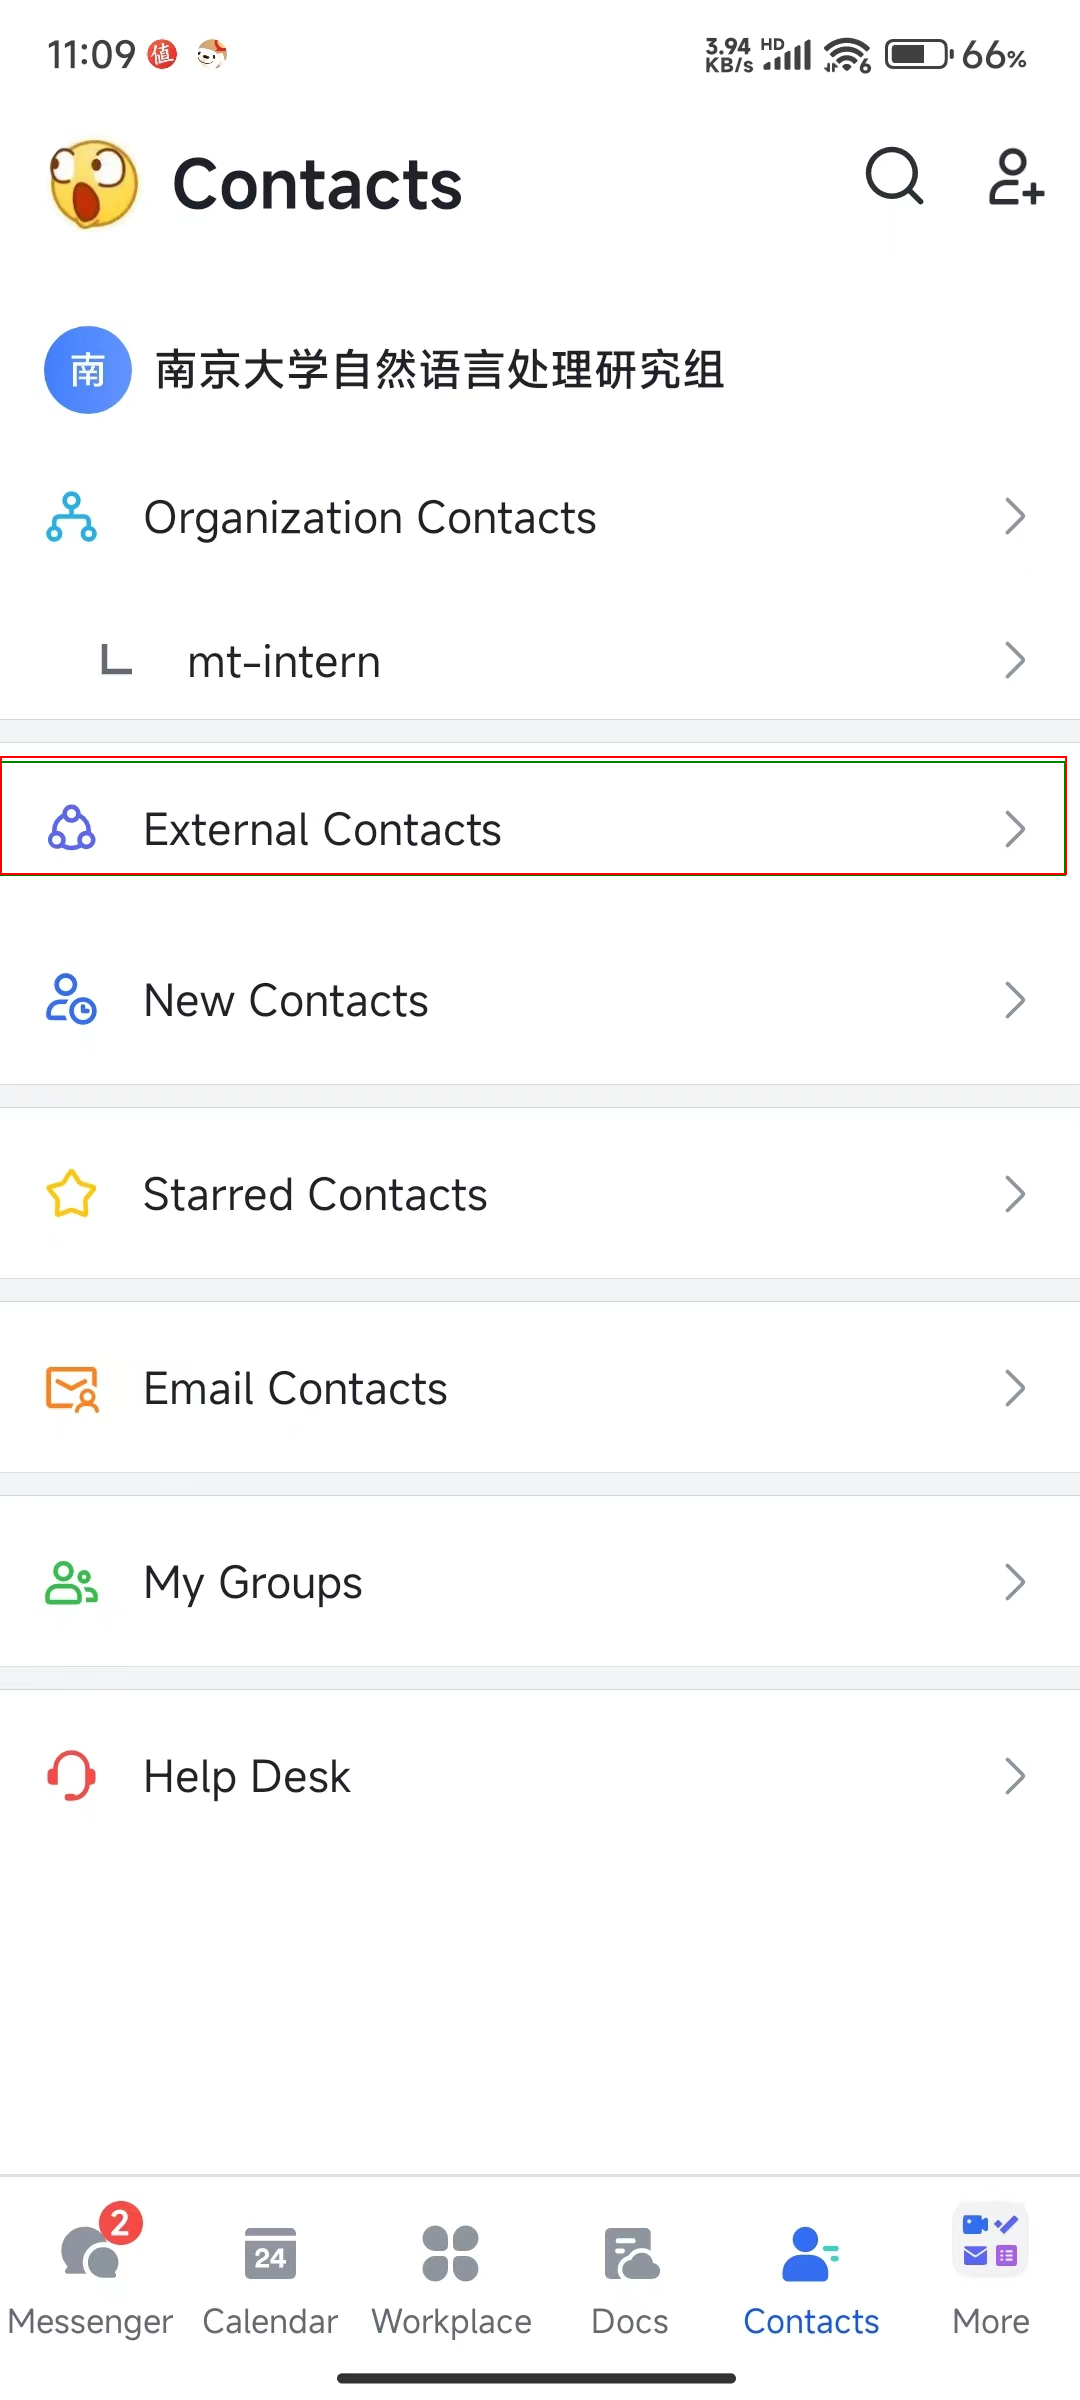 11:09 值 3.94 KB/s HD 6 66%
Contacts
南 南京大学自然语言处理研究组
Organization Contacts
mt-intern
External Contacts
New Contacts
Starred Contacts
Email Contacts
My Groups
Help Desk
2
24
Messenger Calendar Workplace Docs Contacts More